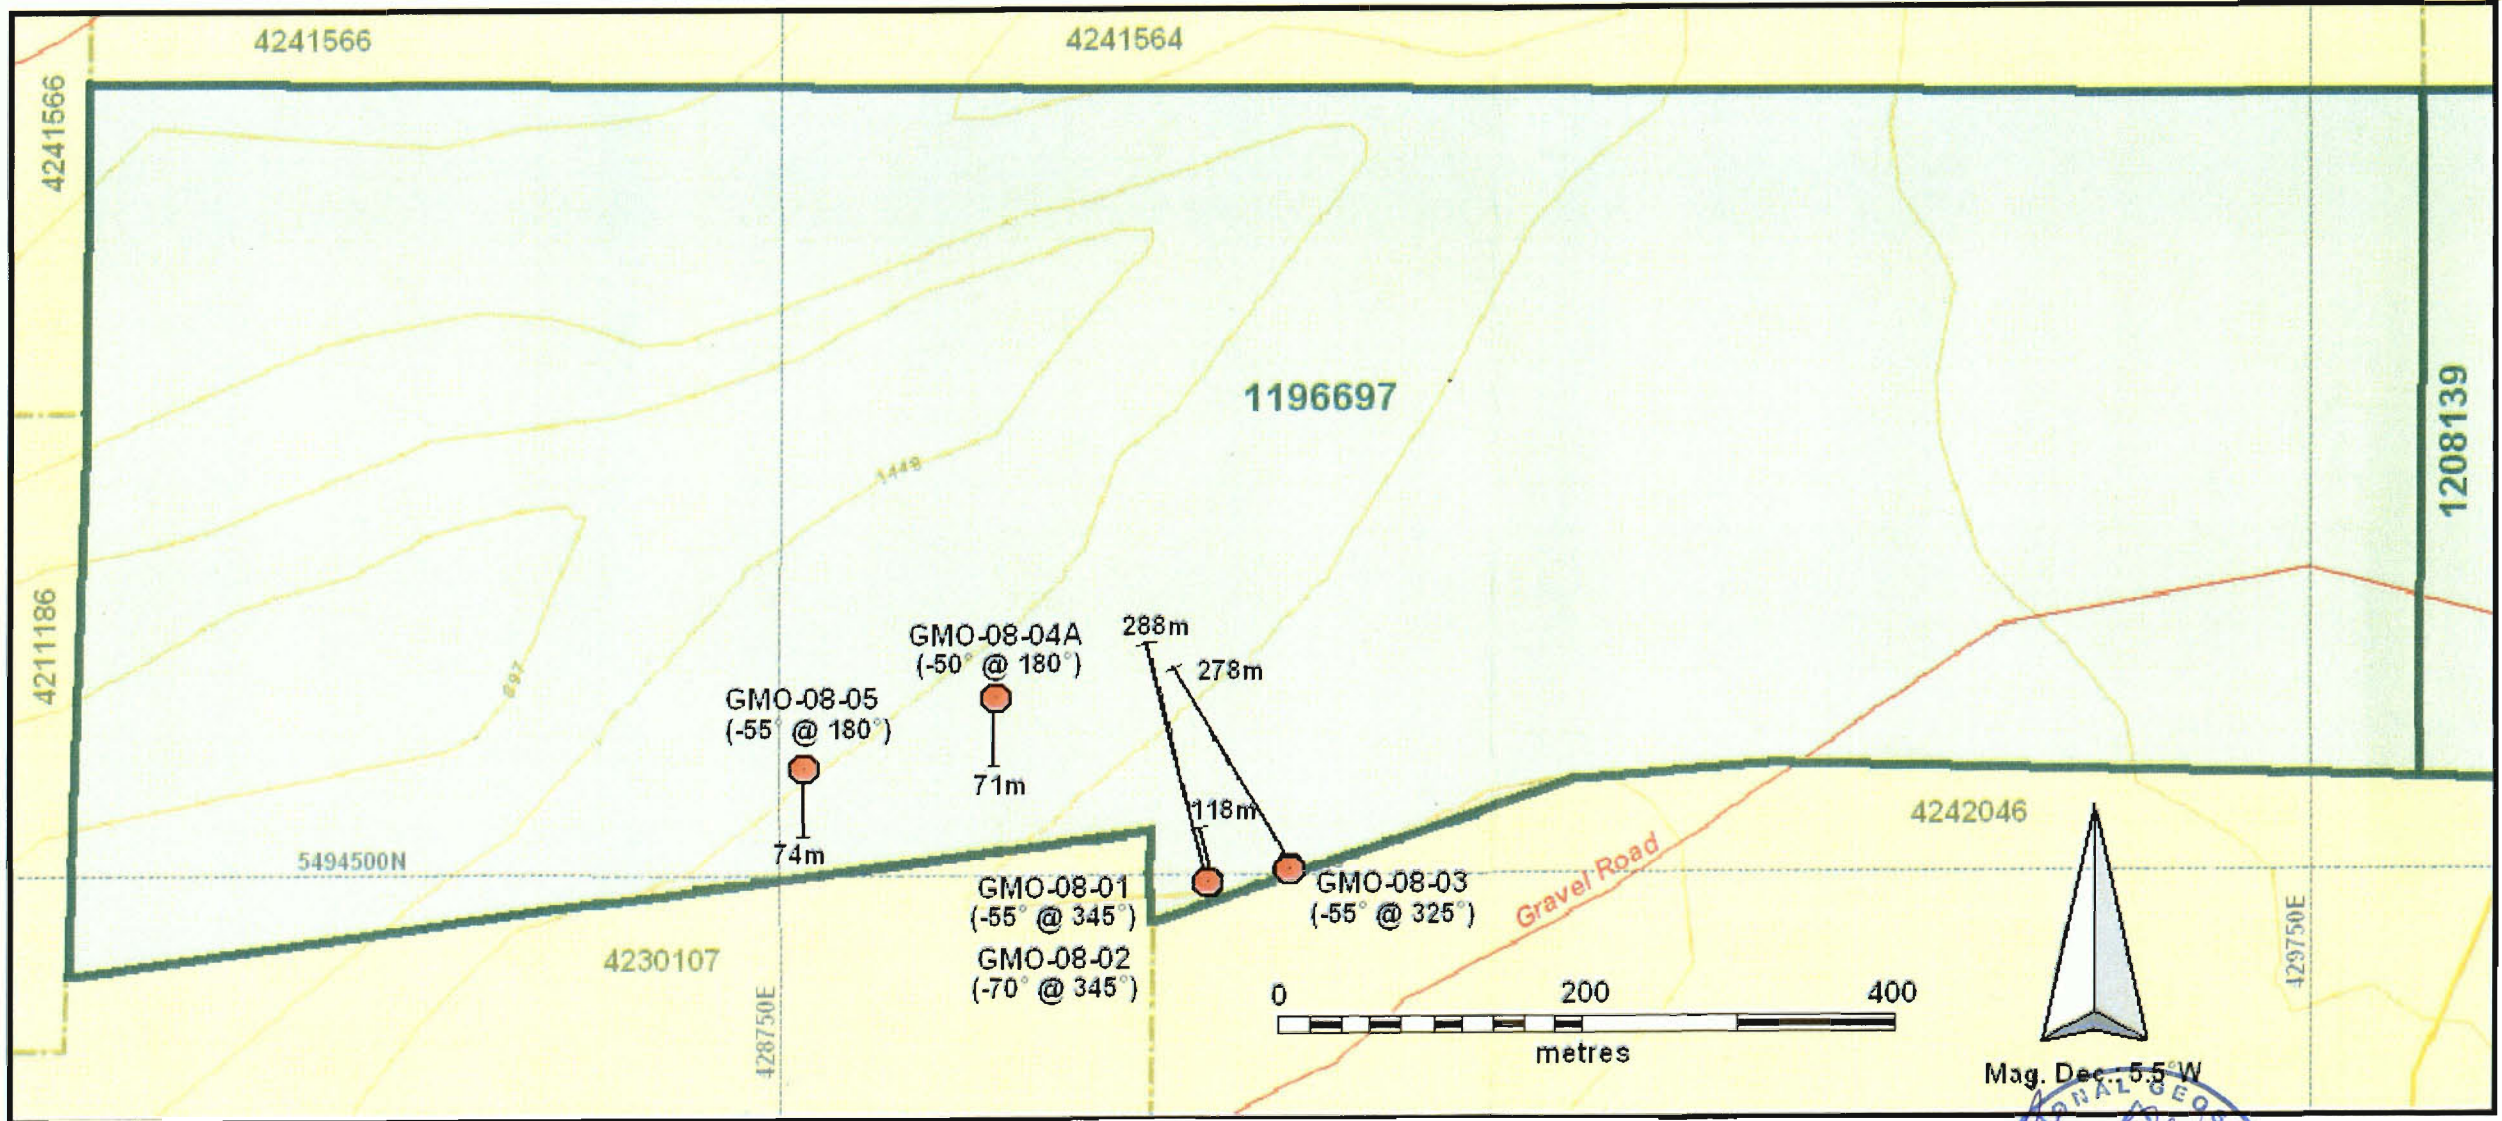 4241566
4241564
4241566
1196697
1208139
1449
4211186
897
GMO-08-04A
(-50° @ 180°)
288m
278m
GMO-08-05
(-55° @ 180°)
71m
118m
74m
4242046
5494500N
GMO-08-01
(-55° @ 345°)
GMO-08-02
(-70° @ 345°)
GMO-08-03
(-55° @ 325°)
Gravel Road
4230107
428750E
429750E
0 200 400
metres
Mag. Dec.: 5.5°W